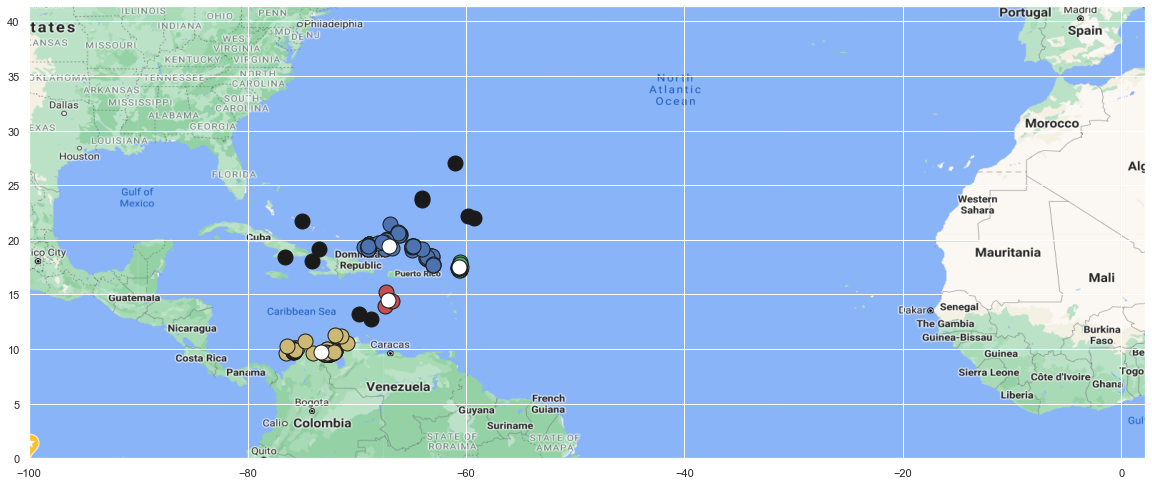 40
35
30
25
20
15
10
5
0
−100
−80
−60
−40
−20
0
ILLINOIS
OHIO
PENN
Philadelphia
tates
INDIANA
MD
DE
NJ
KANSAS
MISSOURI
WEST
VIRGINIA
KENTUCKY
VIRGINIA
OKLAHOMA
TENNESSEE
NORTH
CAROLINA
ARKANSAS
SOUTH
CAROLINA
Dallas
MISSISSIPPI
ALABAMA
GEORGIA
EXAS
LOUISIANA
Houston
FLORIDA
Gulf of
Mexico
North
Atlantic
Ocean
Portugal
Madrid
Spain
Morocco
Alg
Western
Sahara
Mauritania
Mali
Cuba
ico City
Republic
Puerto Rico
Guatemala
Caribbean Sea
Nicaragua
Costa Rica
Panama
Caracas
Venezuela
Bogota
Cali
Colombia
Guyana
French
Guiana
Suriname
STATE OF
RORAIMA
STATE OF
AMAPA
Quito
Dakar
Senegal
The Gambia
Guinea-Bissau
Guinea
Sierra Leone
Liberia
Côte d'Ivoire
Burkina
Faso
Be
Togo
Ghana
Gulf